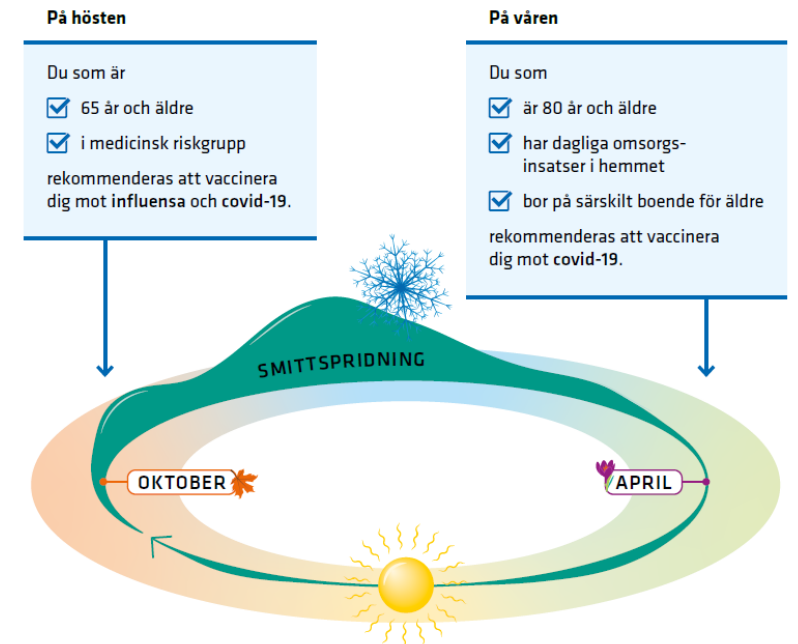 På hösten
Du som är
65 år och äldre
i medicinsk riskgrupp
rekommenderas att vaccinera
dig mot influensa och covid-19.
På våren
Du som
är 80 år och äldre
har dagliga omsorgs-
insatser i hemmet
bor på särskilt boende för äldre
rekommenderas att vaccinera
dig mot covid-19.
SMITTSPRIDNING
OKTOBER
APRIL